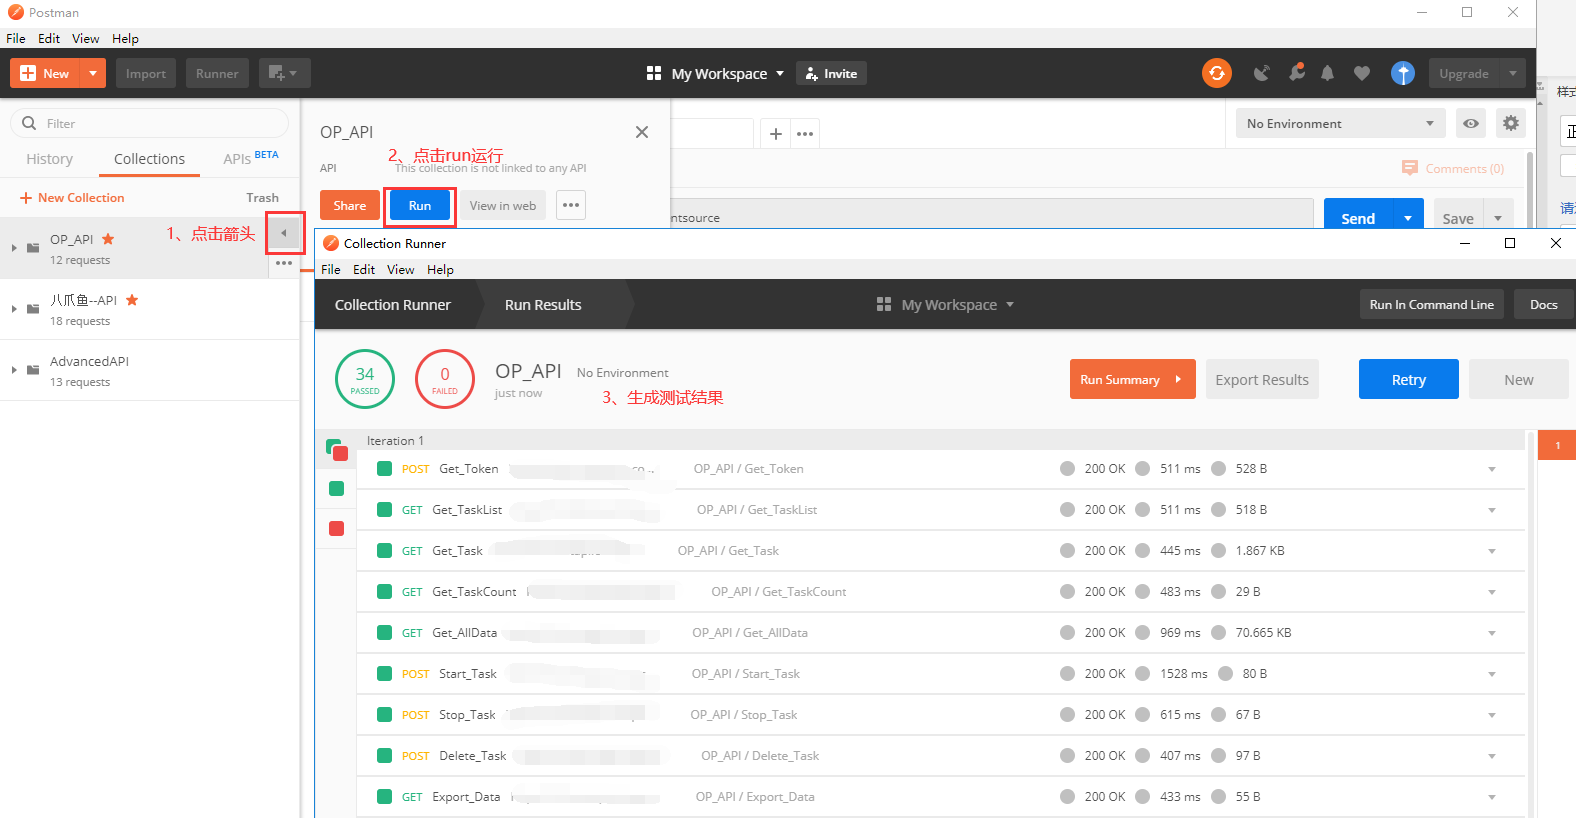 Postman
File Edit View Help
New Import Runner My Workspace Invite Upgrade
样式
Filter
History Collections APIs BETA
New Collection Trash
OP_API
12 requests
八爪鱼--API
18 requests
AdvancedAPI
13 requests
1、点击箭头
OP_API
2、点击run运行
API This collection is not linked to any API
Share Run View in web
No Environment
Comments (0)
ntsource Send Save
Collection Runner
File Edit View Help
Collection Runner Run Results My Workspace Run In Command Line Docs
34 PASSED
0 FAILED
OP_API No Environment
just now
3、生成测试结果
Run Summary Export Results Retry New
Iteration 1
1
POST Get_Token OP_API / Get_Token 200 OK 511 ms 528 B
GET Get_TaskList OP_API / Get_TaskList 200 OK 511 ms 518 B
GET Get_Task OP_API / Get_Task 200 OK 445 ms 1.867 KB
GET Get_TaskCount OP_API / Get_TaskCount 200 OK 483 ms 29 B
GET Get_AllData OP_API / Get_AllData 200 OK 969 ms 70.665 KB
POST Start_Task OP_API / Start_Task 200 OK 1528 ms 80 B
POST Stop_Task OP_API / Stop_Task 200 OK 615 ms 67 B
POST Delete_Task OP_API / Delete_Task 200 OK 407 ms 97 B
GET Export_Data OP_API / Export_Data 200 OK 433 ms 55 B